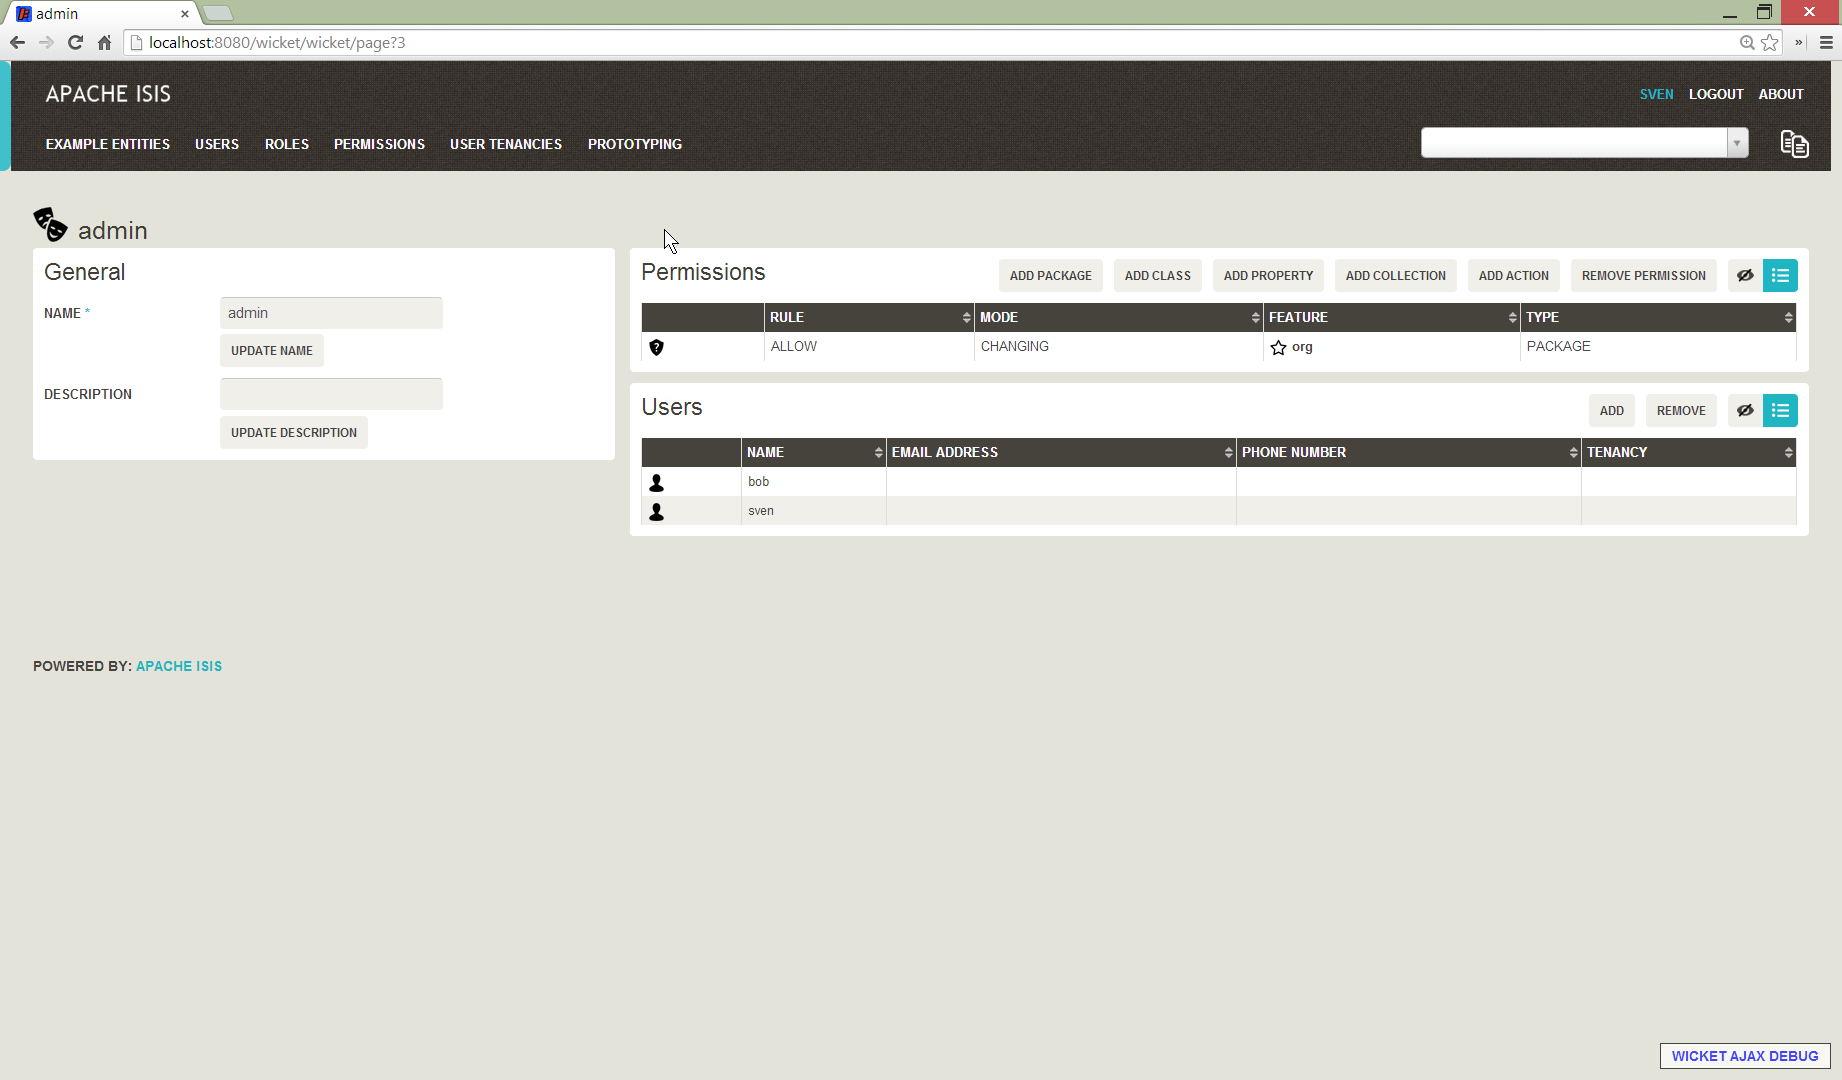 admin
localhost:8080/wicket/wicket/page?3
APACHE ISIS
SVEN LOGOUT ABOUT
EXAMPLE ENTITIES USERS ROLES PERMISSIONS USER TENANCIES PROTOTYPING
admin
General
NAME *
admin
UPDATE NAME
DESCRIPTION
UPDATE DESCRIPTION
Permissions
ADD PACKAGE ADD CLASS ADD PROPERTY ADD COLLECTION ADD ACTION REMOVE PERMISSION
RULE MODE FEATURE TYPE
ALLOW CHANGING org PACKAGE
Users
ADD REMOVE
NAME EMAIL ADDRESS PHONE NUMBER TENANCY
bob
sven
POWERED BY: APACHE ISIS
WICKET AJAX DEBUG